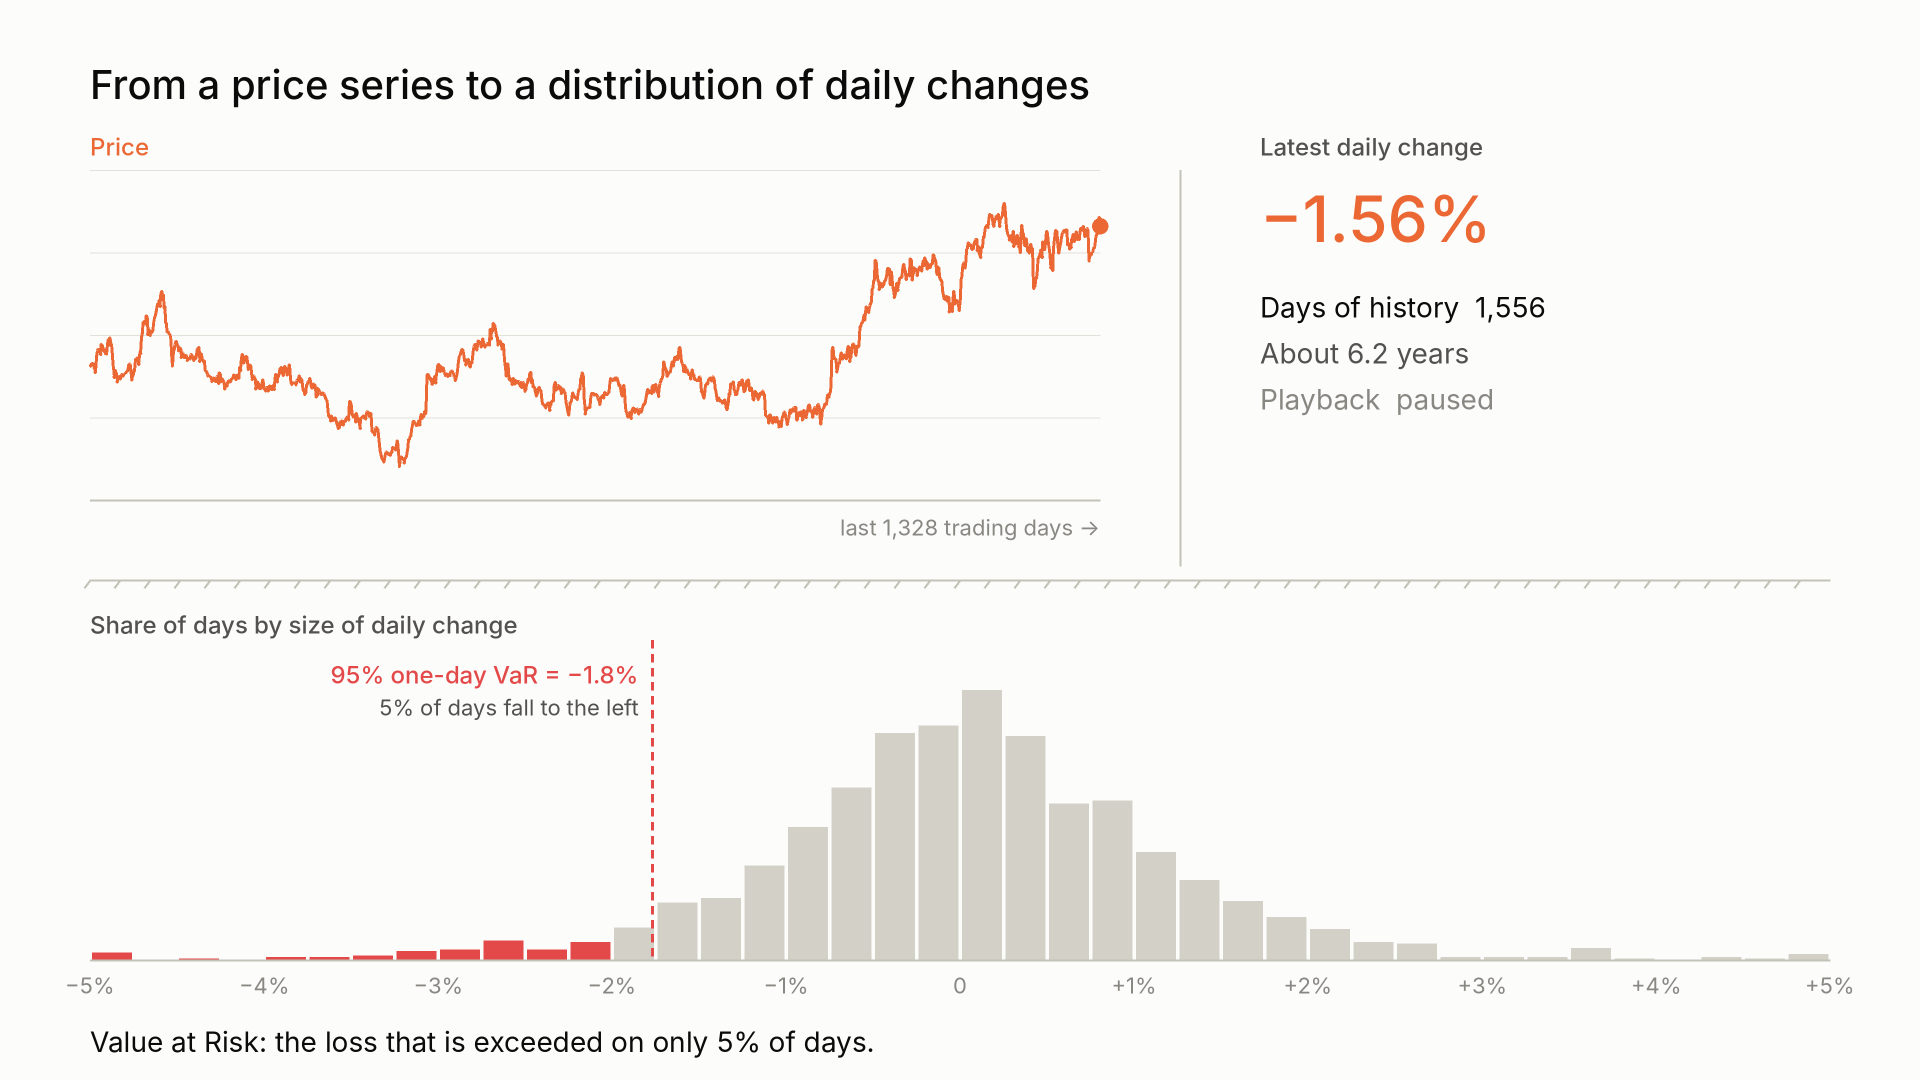 From a price series to a distribution of daily changes
Price
last 1,328 trading days →
Latest daily change
−1.56%
Days of history 1,556
About 6.2 years
Playback paused
Share of days by size of daily change
95% one-day VaR = −1.8%
5% of days fall to the left
−5% −4% −3% −2% −1% 0 +1% +2% +3% +4% +5%
Value at Risk: the loss that is exceeded on only 5% of days.